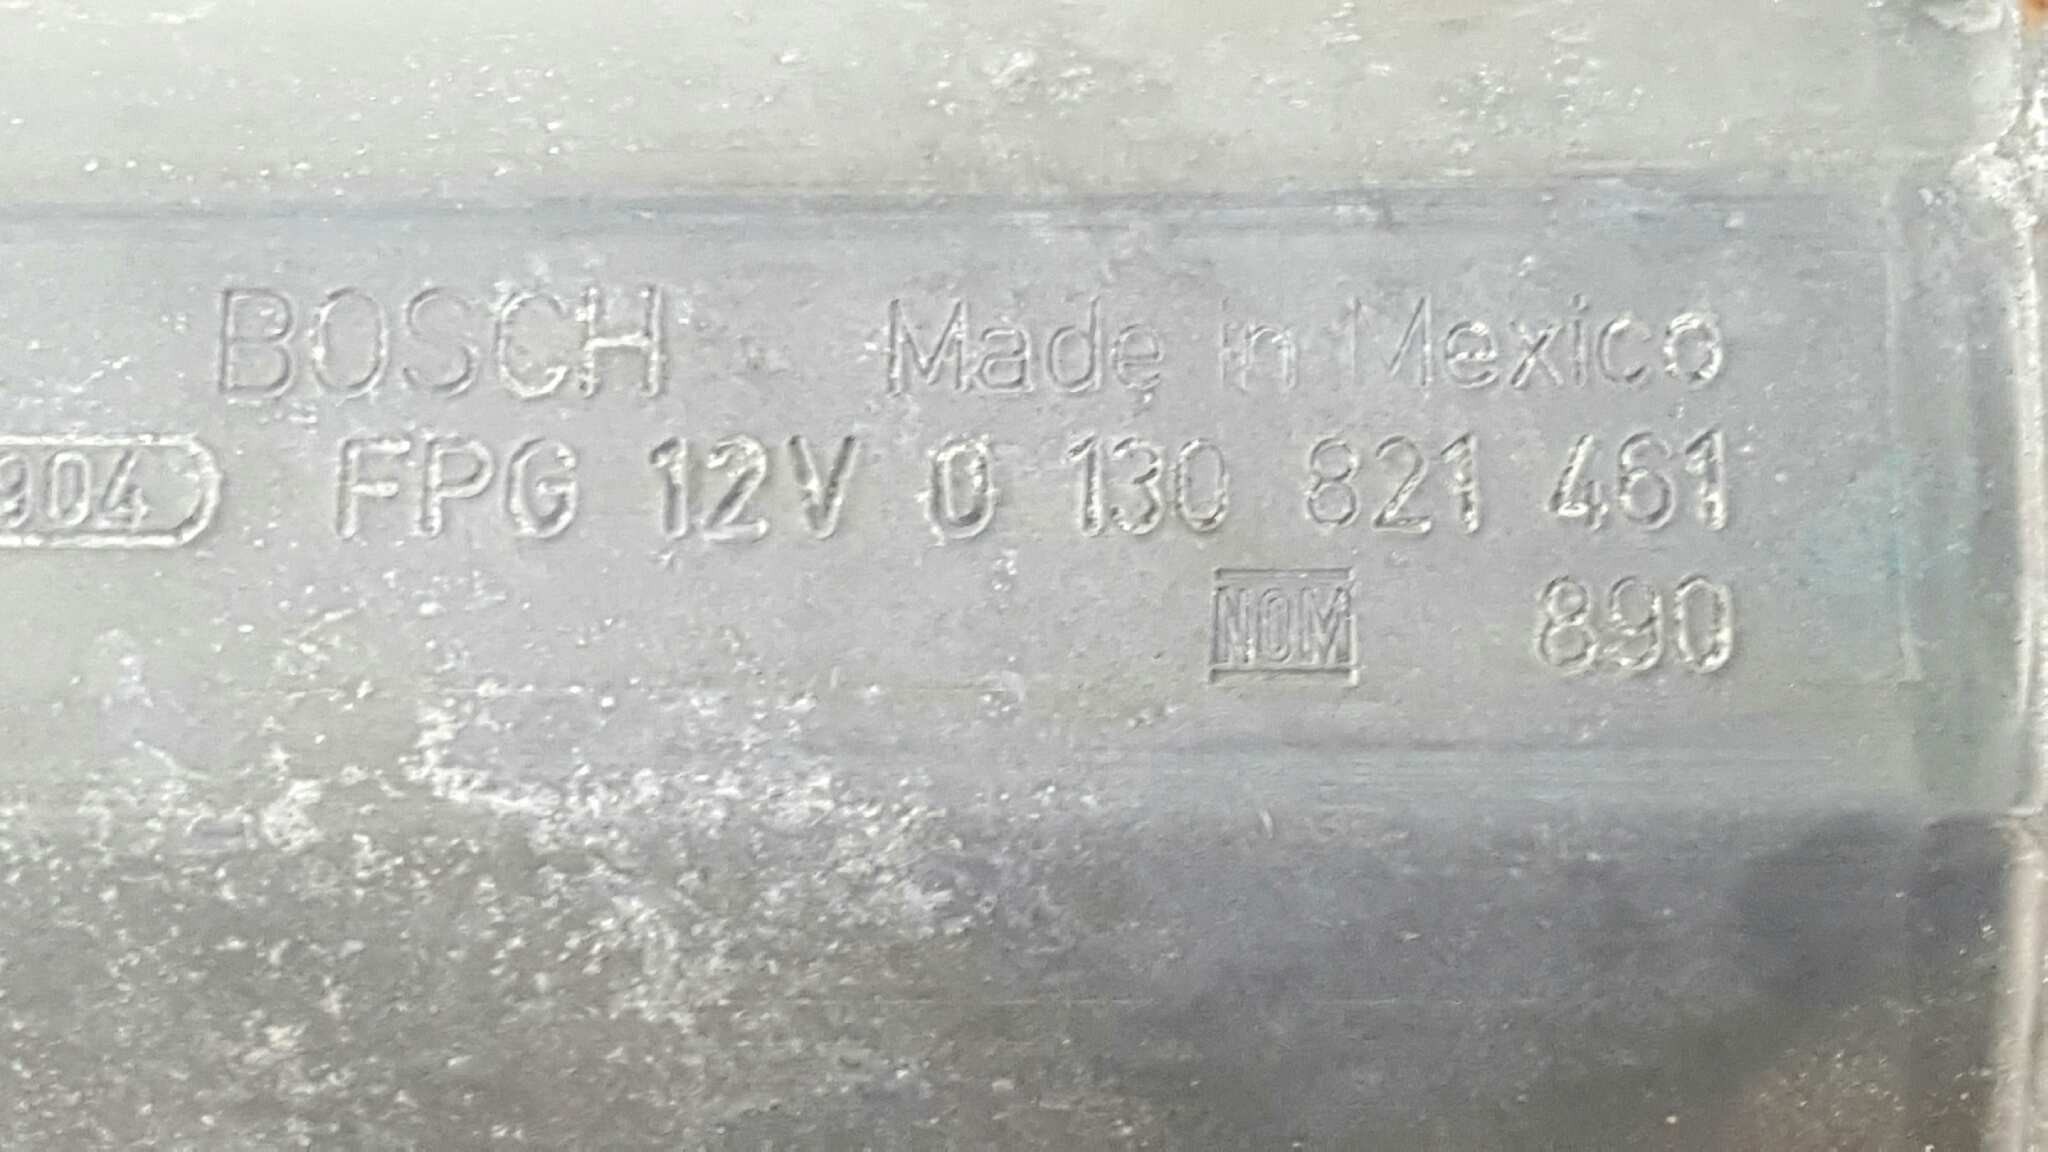 BOSCH Made in Mexico
904 FPG 12V 0 130 821 461
NOM 890